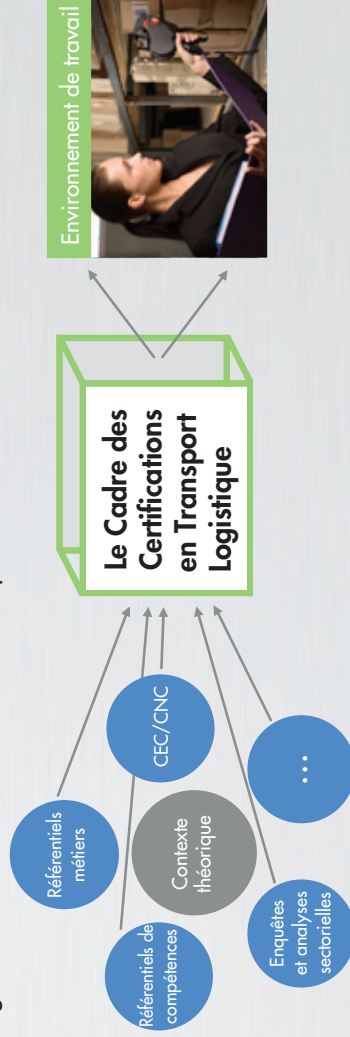 Référentiels
métiers
Référentiels de
compétences
CEC/CNC
Contexte
théorique
Enquêtes
et analyses
sectorielles
...
Le Cadre des
Certifications
en Transport
Logistique
Environnement de travail